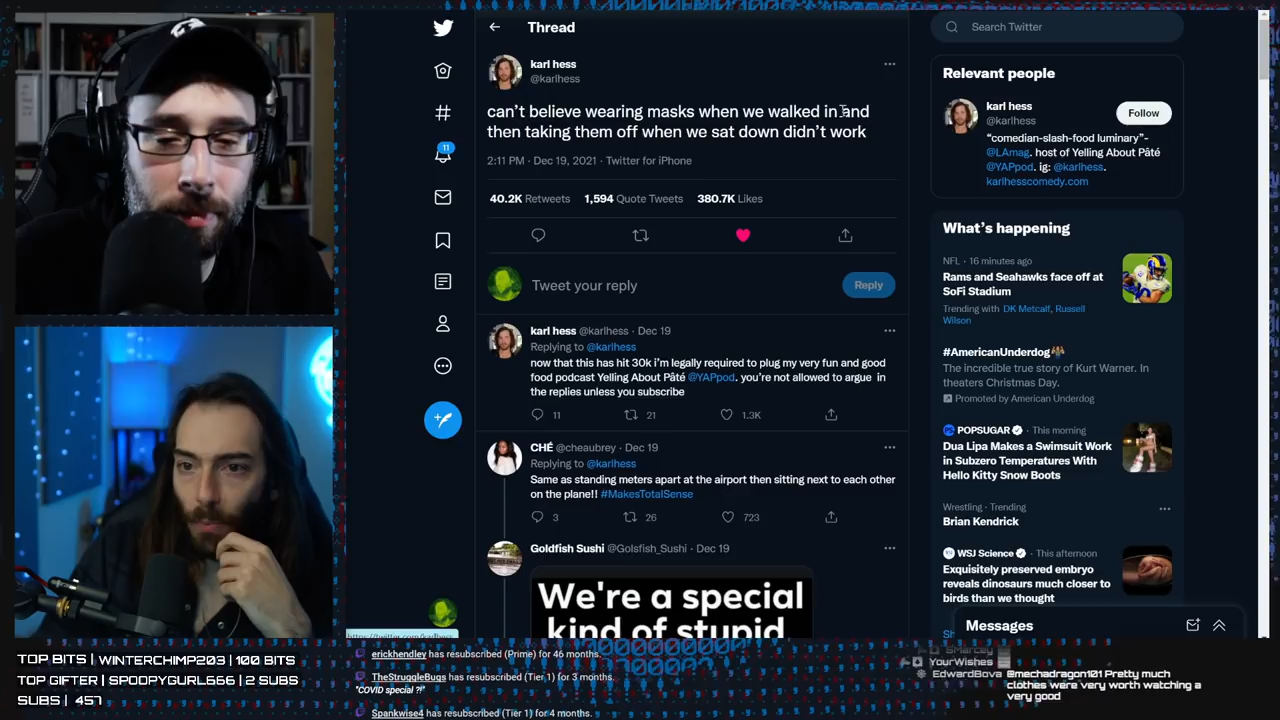 Thread
Search Twitter
karl hess
@karlhess
can't believe wearing masks when we walked in and
then taking them off when we sat down didn't work
2:11 PM · Dec 19, 2021 · Twitter for iPhone
40.2K Retweets 1,594 Quote Tweets 380.7K Likes
11
Tweet your reply
Reply
karl hess @karlhess · Dec 19
Replying to @karlhess
now that this has hit 30k i'm legally required to plug my very fun and good
food podcast Yelling About Pâté @YAPpod. you're not allowed to argue in
the replies unless you subscribe
11 21 1.3K
CHÉ @cheaubrey · Dec 19
Replying to @karlhess
Same as standing meters apart at the airport then sitting next to each other
on the plane!! #MakesTotalSense
3 26 723
Goldfish Sushi @Golsfish_Sushi · Dec 19
We're a special
kind of stupid
Relevant people
karl hess
@karlhess
Follow
"comedian-slash-food luminary"-
@LAmag. host of Yelling About Pâté
@YAPpod. ig: @karlhess.
karlhesscomedy.com
What's happening
NFL · 16 minutes ago
Rams and Seahawks face off at
SoFi Stadium
Trending with DK Metcalf, Russell
Wilson
#AmericanUnderdog
The incredible true story of Kurt Warner. In
theaters Christmas Day.
Promoted by American Underdog
POPSUGAR · This morning
Dua Lipa Makes a Swimsuit Work
in Subzero Temperatures With
Hello Kitty Snow Boots
Wrestling · Trending
Brian Kendrick
WSJ Science · This afternoon
Exquisitely preserved embryo
reveals dinosaurs much closer to
birds than we thought
Messages
https://twitter.com/karlhess
TOP BITS | WINTERCHIMP203 | 100 BITS
TOP GIFTER | SPOOPYGURL666 | 2 SUBS
SUBS | 457
erickhendley has resubscribed (Prime) for 46 months.
TheStruggleBugs has resubscribed (Tier 1) for 3 months.
"COVID special ?!"
Spankwise4 has resubscribed (Tier 1) for 4 months.
YourWishes
EdwardBova @mechadragon101 Pretty much
clothes were very worth watching a
very good